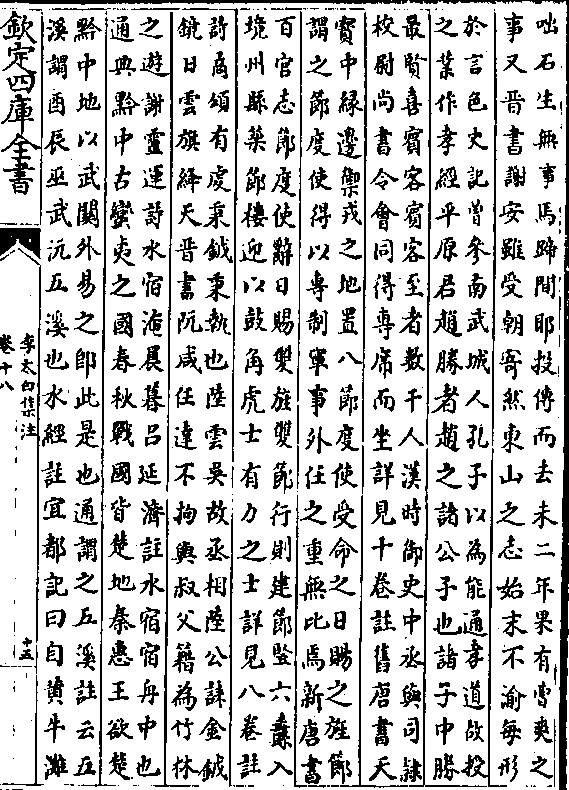 咄石生無事馬蹄間耶投傳而去未二年果有曹爽之
事又晉書謝安雖受朝寄然東山之志始末不渝每形
於言色史記曾參南武城人孔子以為能通孝道故授
之業作孝經平原君趙勝者趙之諸公子也諸子中勝
最賢喜賓客賓客至者數千人漢時御史中丞與司隸
校尉尚書令會同得專席而坐詳見十卷註舊唐書天
寶中緣邊禦戎之地置八節度使受命之日賜之旌節
謂之節度使得以專制軍事外任之重無比焉新唐書
百官志節度使辭日賜雙旌雙節行則建節豎六纛入
境州縣築節樓迎以鼓角虎士有力之士詳見八卷註
詩商頌有虔秉鉞秉執也陸雲吳故丞相陸公誄金鉞
鏡日雲旗絳天晉書阮咸任達不拘與叔父籍為竹林
之遊謝靈運詩水宿淹晨暮呂延濟註水宿宿舟中也
通典黔中古蠻夷之國春秋戰國皆楚地秦惠王欲楚
黔中地以武關外易之即此是也通謂之五溪註云五
溪謂酉辰巫武沅五溪也水經註宜都記曰自黃牛灘
欽定四庫全書
李太白集注
卷十八
十五